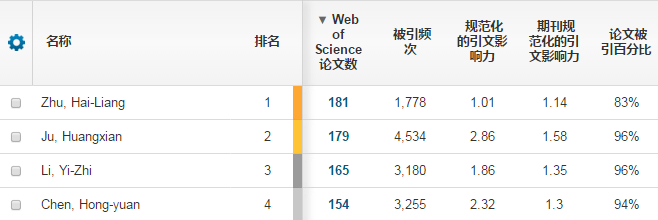 名称 排名 ▼ Web of Science 论文数 被引频次 规范化的引文影响力 期刊规范化的引文影响力 论文被引百分比
Zhu, Hai-Liang 1 181 1,778 1.01 1.14 83%
Ju, Huangxian 2 179 4,534 2.86 1.58 96%
Li, Yi-Zhi 3 165 3,180 1.86 1.35 96%
Chen, Hong-yuan 4 154 3,255 2.32 1.3 94%